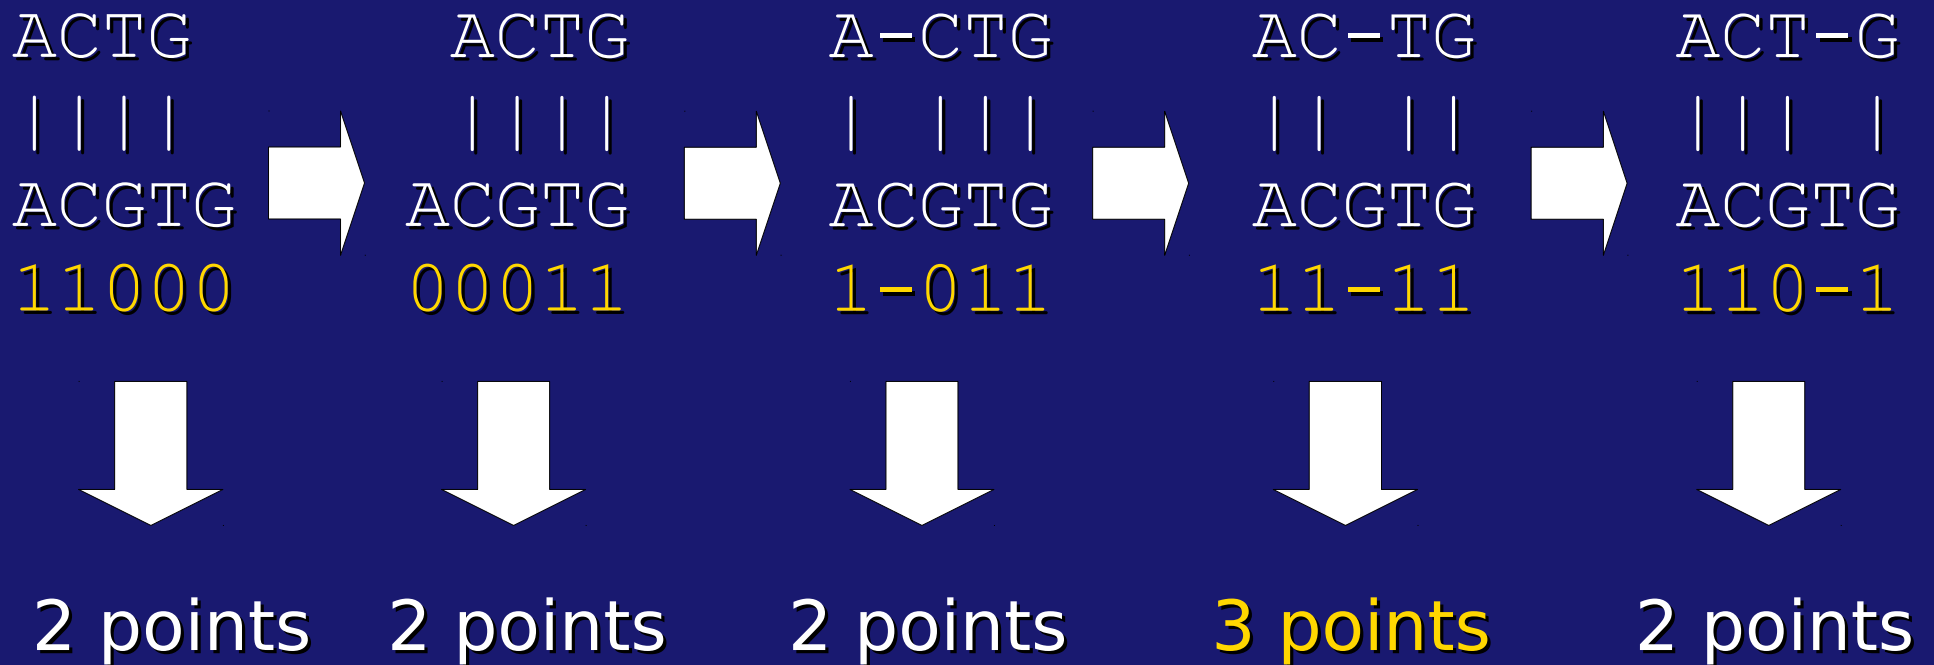 ACTG ACTG A-CTG AC-TG ACT-G
|||| |||| | ||| || || ||| |
ACGTG ACGTG ACGTG ACGTG ACGTG
11000 00011 1-011 11-11 110-1
2 points 2 points 2 points 3 points 2 points